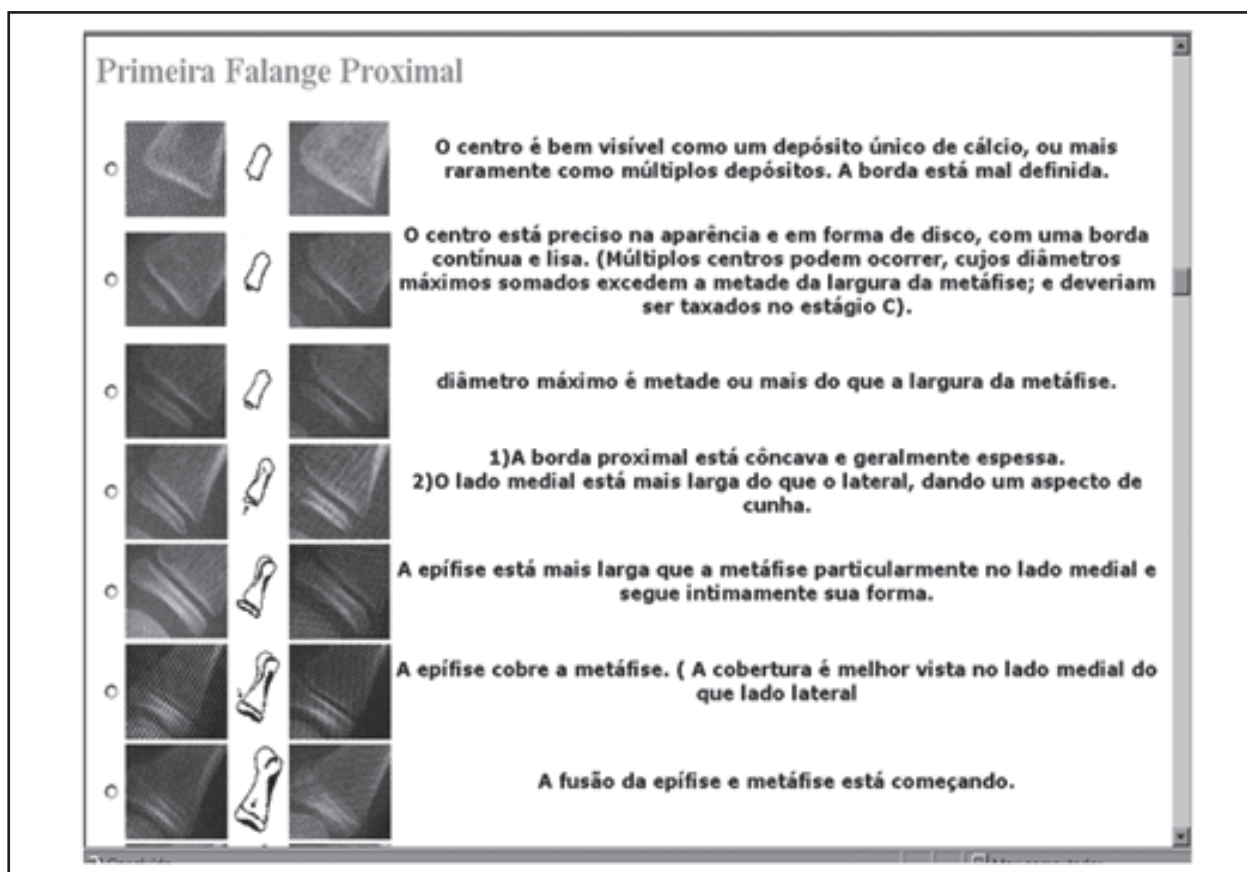 Primeira Falange Proximal
O centro é bem visível como um depósito único de cálcio, ou mais
raramente como múltiplos depósitos. A borda está mal definida.
O centro está preciso na aparência e em forma de disco, com uma borda
contínua e lisa. (Múltiplos centros podem ocorrer, cujos diâmetros
máximos somados excedem a metade da largura da metáfise; e deveriam
ser taxados no estágio C).
diâmetro máximo é metade ou mais do que a largura da metáfise.
1)A borda proximal está côncava e geralmente espessa.
2)O lado medial está mais larga do que o lateral, dando um aspecto de
cunha.
A epífise está mais larga que a metáfise particularmente no lado medial e
segue intimamente sua forma.
A epífise cobre a metáfise. ( A cobertura é melhor vista no lado medial do
que lado lateral
A fusão da epífise e metáfise está começando.